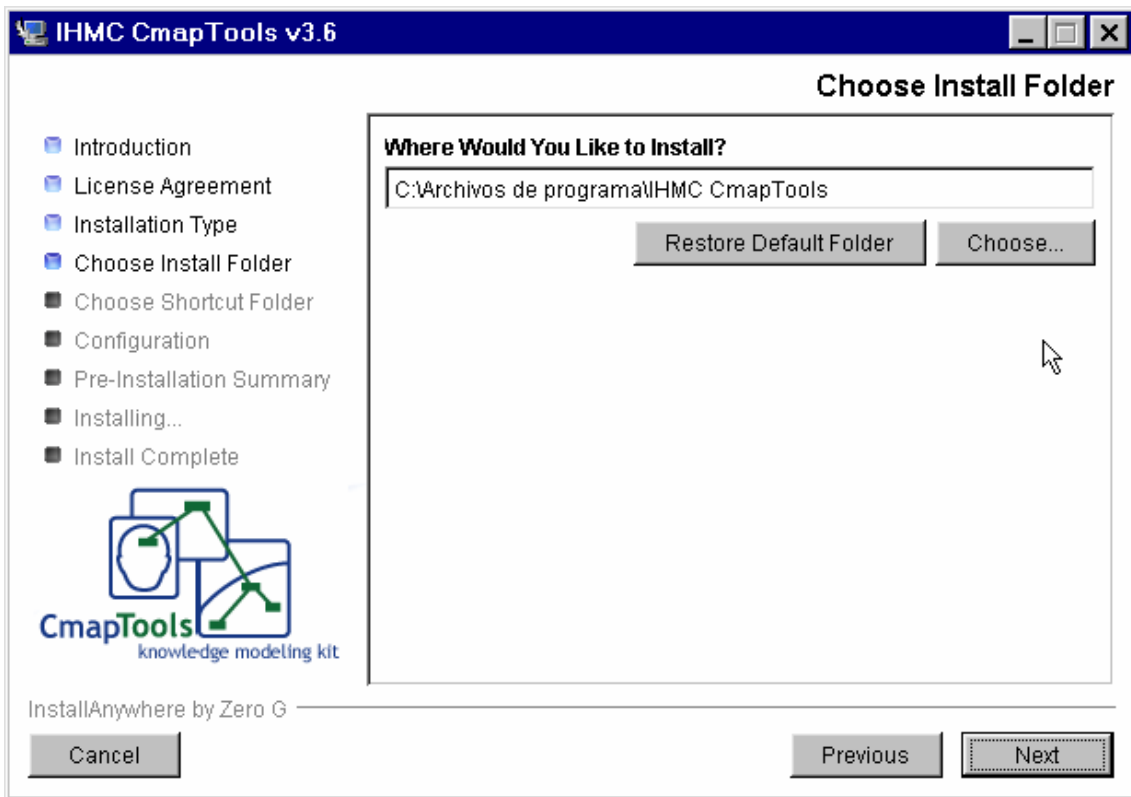 IHMC CmapTools v3.6
Choose Install Folder
Introduction
License Agreement
Installation Type
Choose Install Folder
Choose Shortcut Folder
Configuration
Pre-Installation Summary
Installing...
Install Complete
CmapTools
knowledge modeling kit
Where Would You Like to Install?
C:\Archivos de programa\IHMC CmapTools
Restore Default Folder
Choose...
InstallAnywhere by Zero G
Cancel
Previous
Next